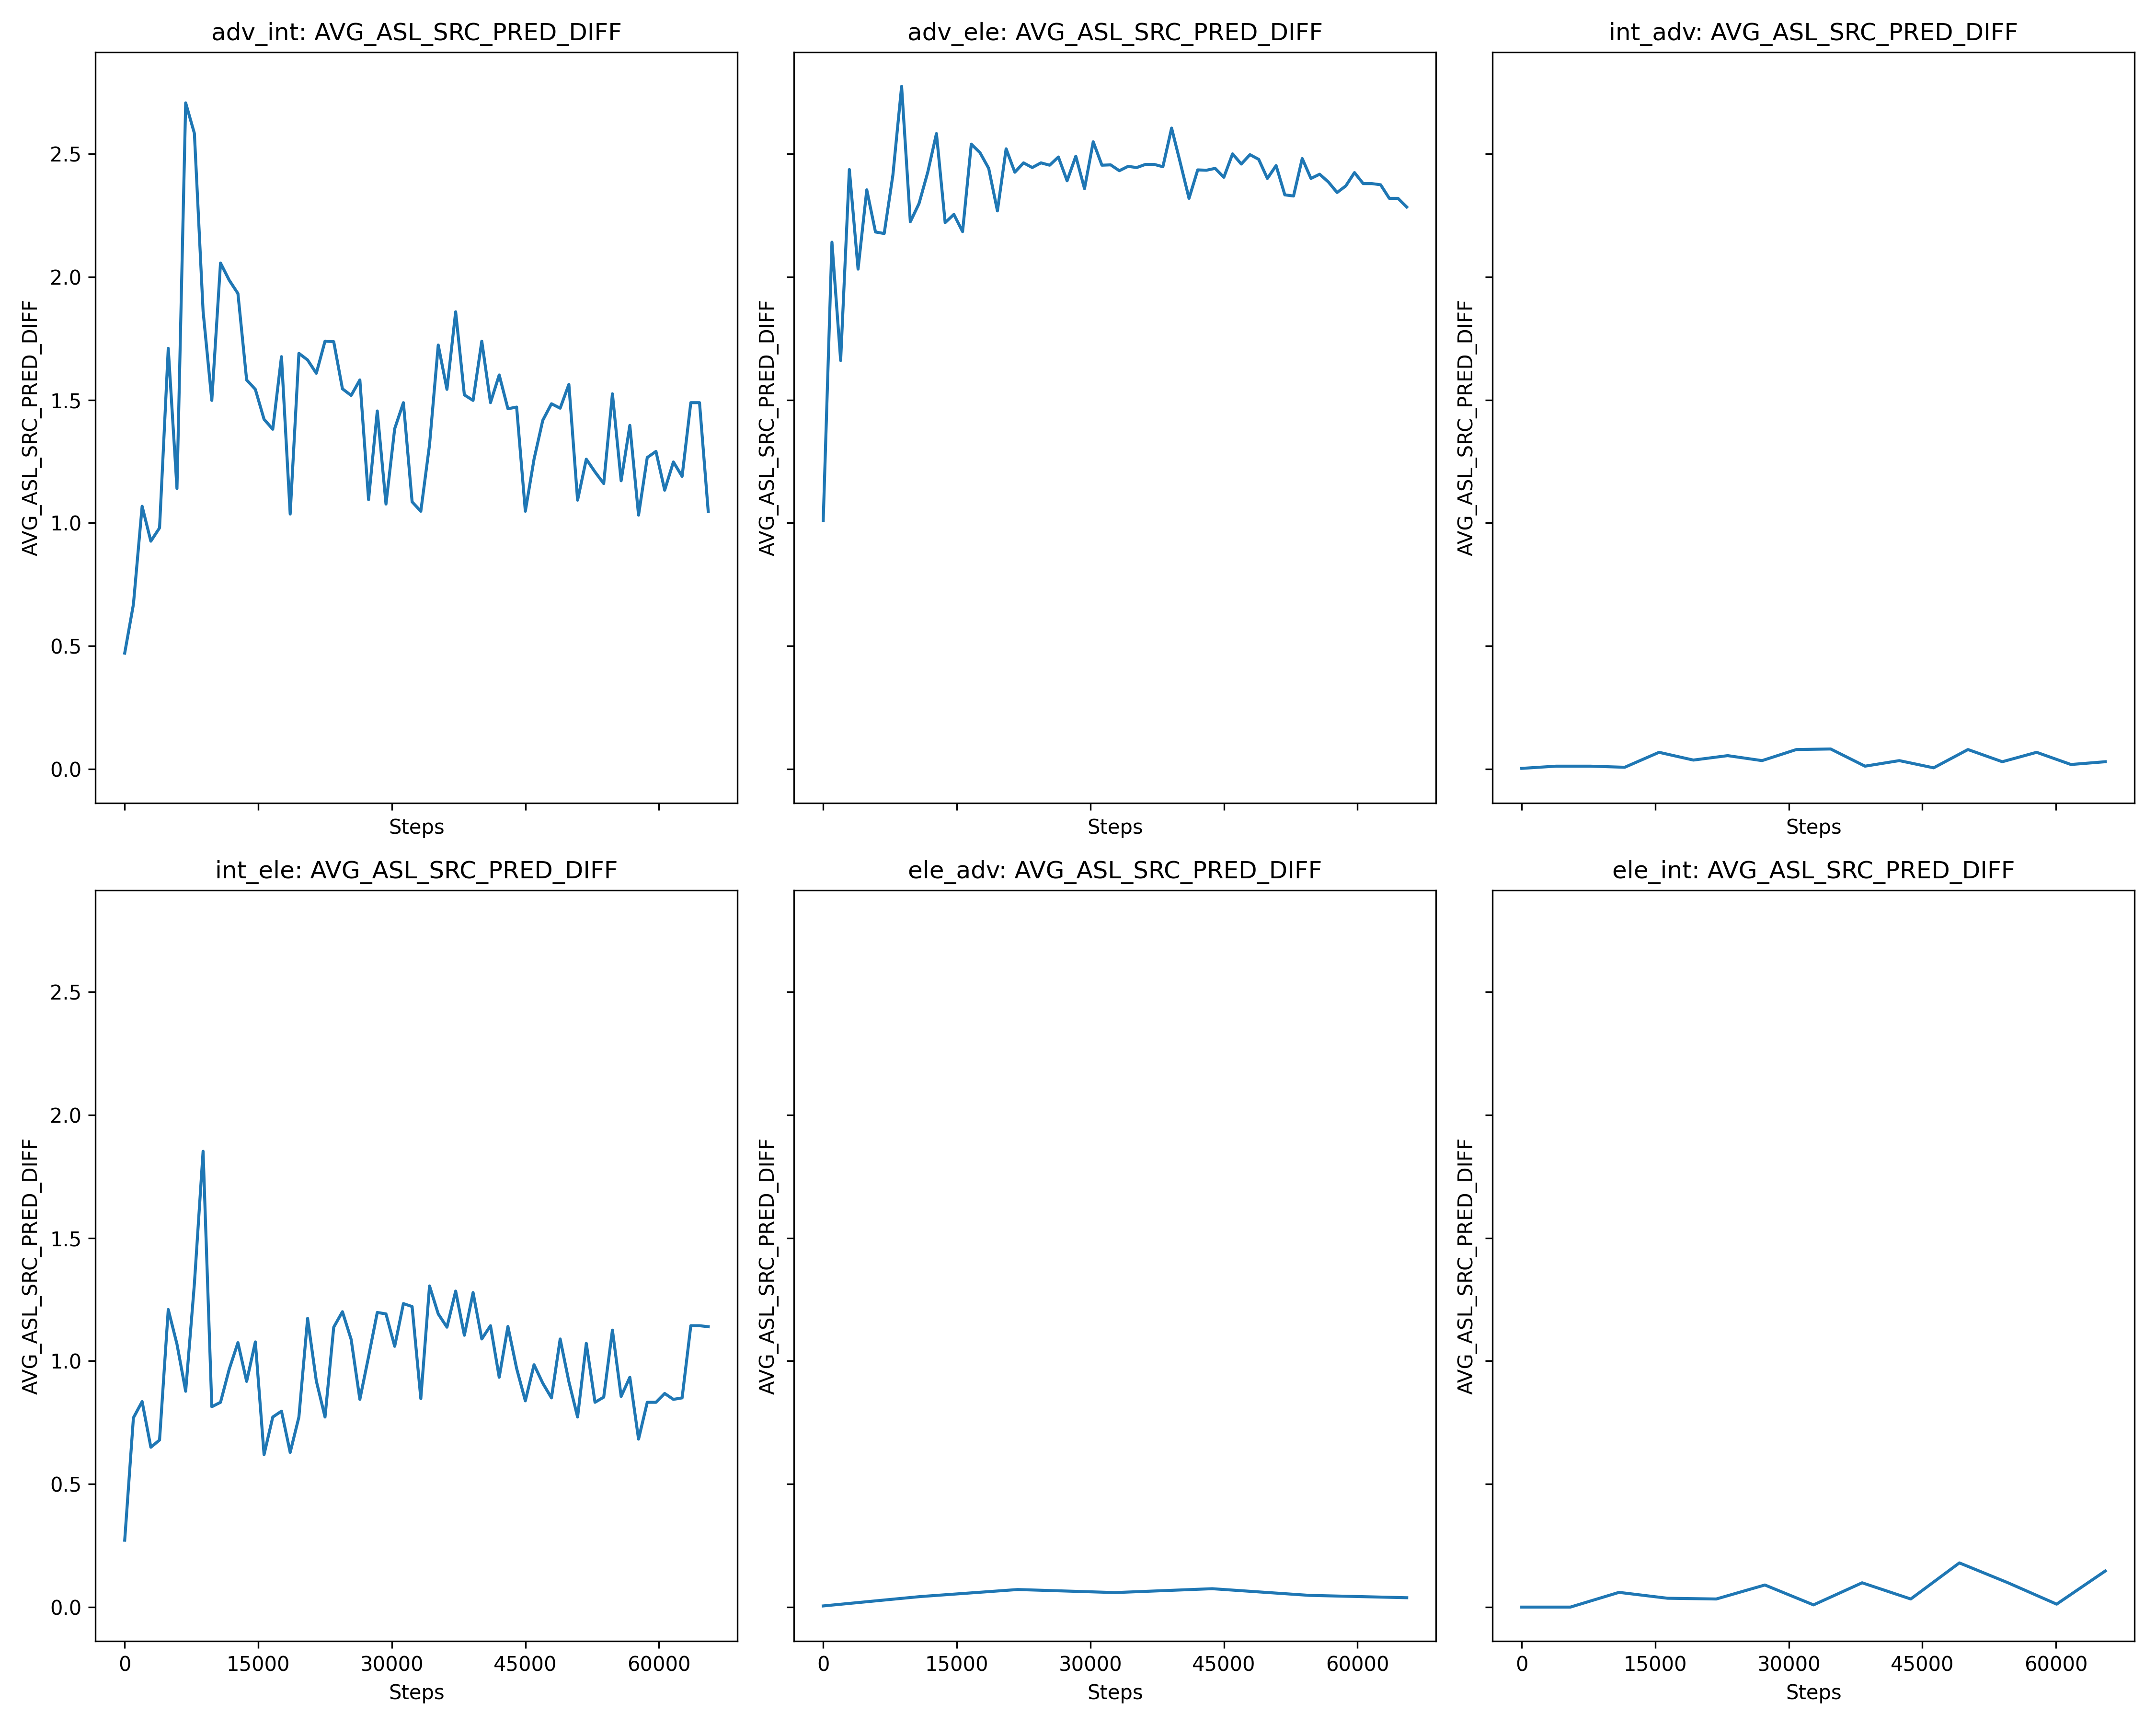 adv_int: AVG_ASL_SRC_PRED_DIFF
adv_ele: AVG_ASL_SRC_PRED_DIFF
int_adv: AVG_ASL_SRC_PRED_DIFF
AVG_ASL_SRC_PRED_DIFF
2.5
2.0
1.5
1.0
0.5
0.0
Steps
AVG_ASL_SRC_PRED_DIFF
Steps
AVG_ASL_SRC_PRED_DIFF
Steps
int_ele: AVG_ASL_SRC_PRED_DIFF
ele_adv: AVG_ASL_SRC_PRED_DIFF
ele_int: AVG_ASL_SRC_PRED_DIFF
AVG_ASL_SRC_PRED_DIFF
2.5
2.0
1.5
1.0
0.5
0.0
0 15000 30000 45000 60000
Steps
AVG_ASL_SRC_PRED_DIFF
0 15000 30000 45000 60000
Steps
AVG_ASL_SRC_PRED_DIFF
0 15000 30000 45000 60000
Steps